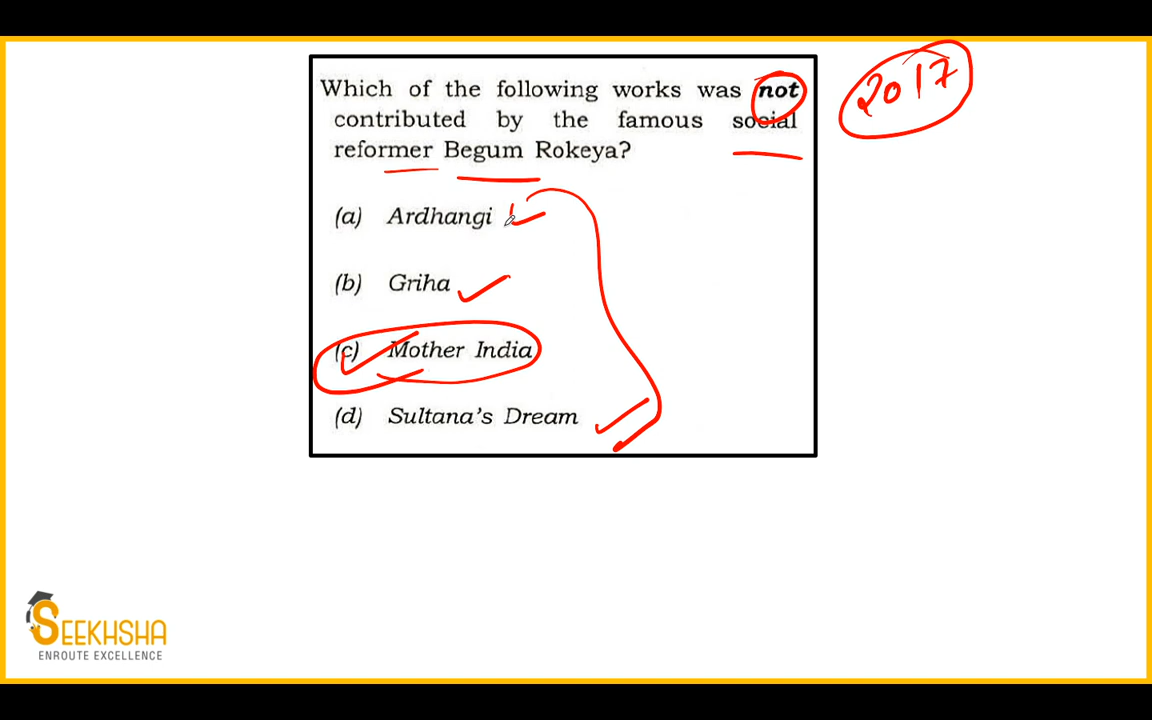 Which of the following works was not
contributed by the famous social
reformer Begum Rokeya?
2017
(a) Ardhangi
(b) Griha
(c) Mother India
(d) Sultana's Dream
SEEKHSHA
ENROUTE EXCELLENCE